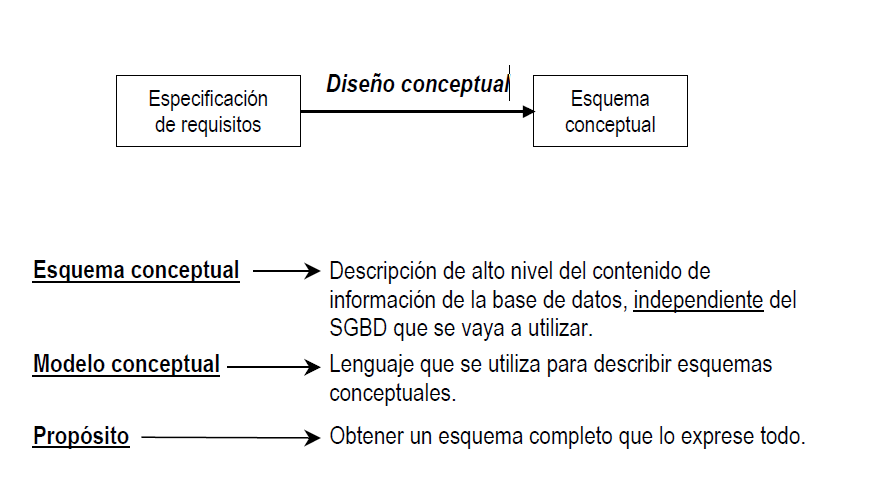 Diseño conceptual
Especificación
de requisitos
Esquema
conceptual
Esquema conceptual
Descripción de alto nivel del contenido de
información de la base de datos, independiente del
SGBD que se vaya a utilizar.
Modelo conceptual
Lenguaje que se utiliza para describir esquemas
conceptuales.
Propósito
Obtener un esquema completo que lo exprese todo.